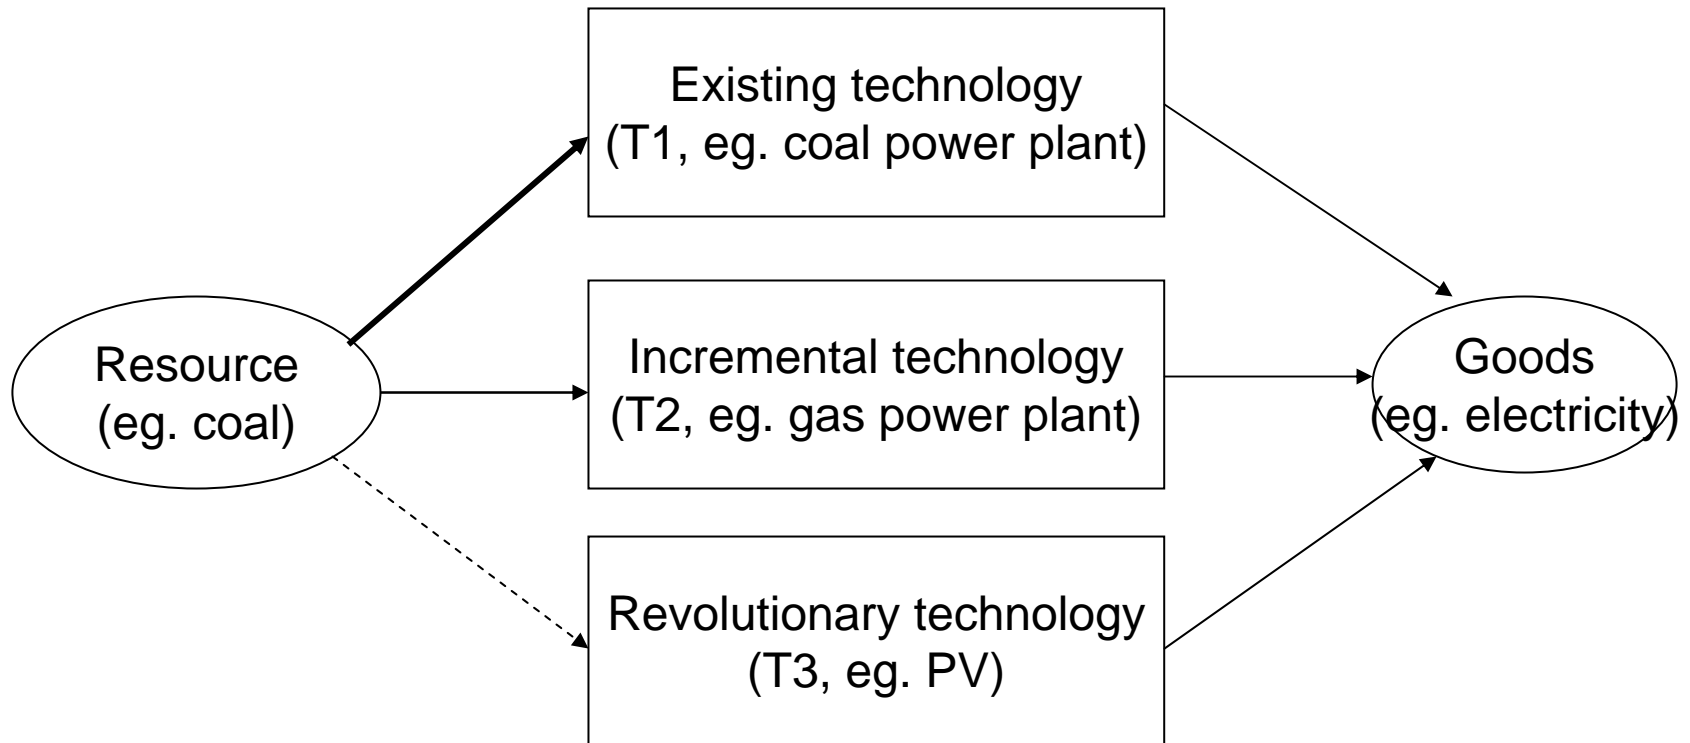 Existing technology
(T1, eg. coal power plant)
Resource
(eg. coal)
Incremental technology
(T2, eg. gas power plant)
Goods
(eg. electricity)
Revolutionary technology
(T3, eg. PV)